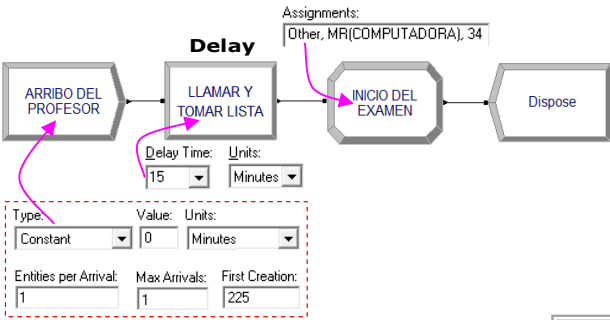 Assignments:
Other, MR(COMPUTADORA), 34
Delay
ARRIBO DEL
PROFESOR
LLAMAR Y
TOMAR LISTA
INICIO DEL
EXAMEN
Dispose
Delay Time: Units:
15 Minutes
Type: Value: Units:
Constant 0 Minutes
Entities per Arrival: Max Arrivals: First Creation:
1 1 225